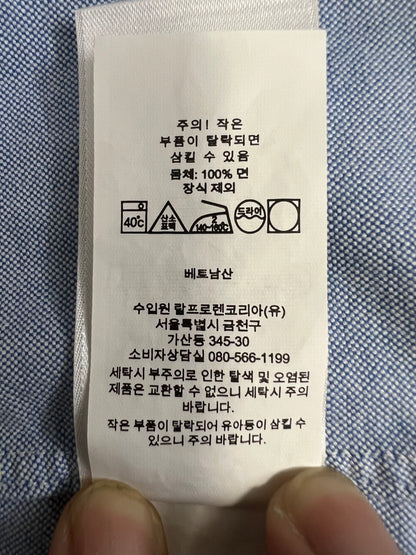 주의! 작은
부품이 탈락되면
삼킬 수 있음
몸체: 100% 면
장식 제외
40℃ 산소 표백 2 140~160℃ 드라이
베트남산
수입원 랄프로렌코리아(유)
서울특별시 금천구
가산동 345-30
소비자상담실 080-566-1199
세탁시 부주의로 인한 탈색 및 오염된
제품은 교환할 수 없으니 세탁시 주의
바랍니다.
작은 부품이 탈락되어 유아등이 삼킬 수
있으니 주의 바랍니다.